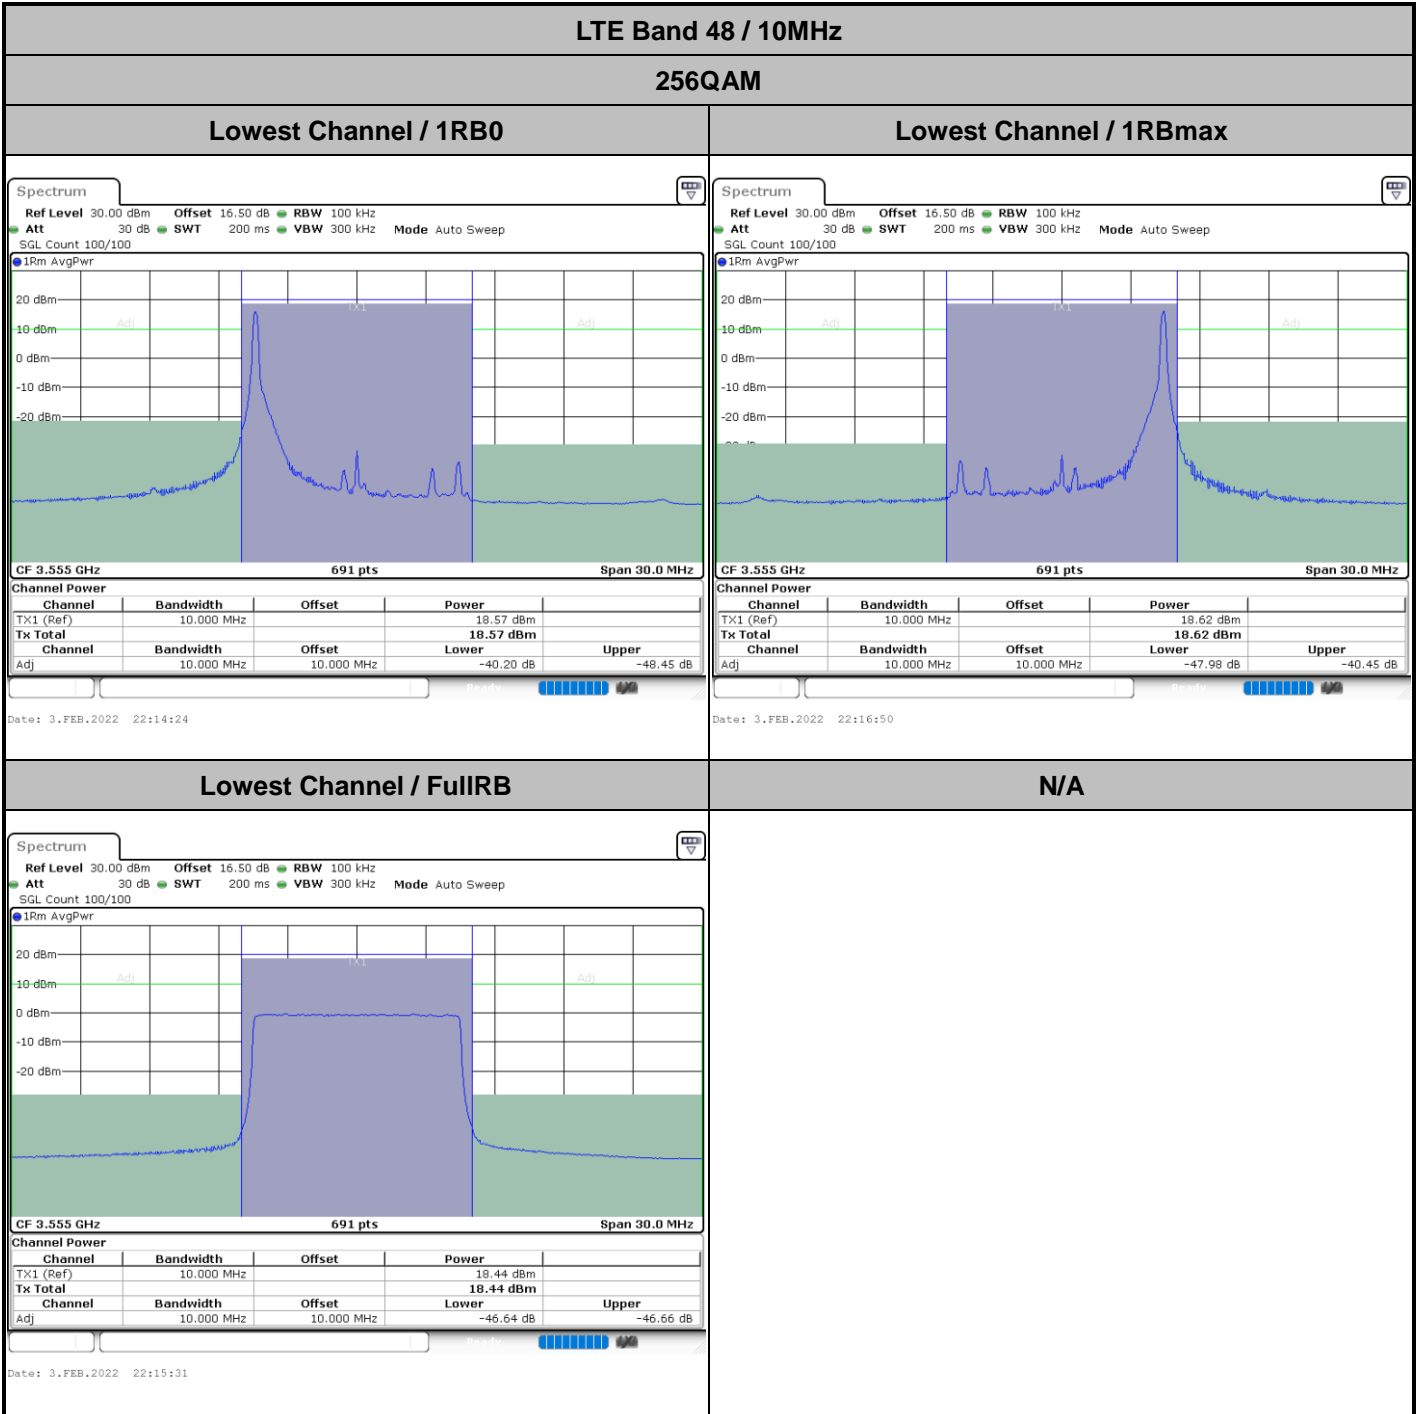 LTE Band 48 / 10MHz
256QAM
Lowest Channel / 1RB0
Lowest Channel / 1RBmax
Spectrum
Ref Level 30.00 dBm Offset 16.50 dB RBW 100 kHz
Att 30 dB SWT 200 ms VBW 300 kHz Mode Auto Sweep
SGL Count 100/100
1Rm AvgPwr
TX1
20 dBm
Adj Adj
10 dBm
0 dBm
-10 dBm
-20 dBm
CF 3.555 GHz 691 pts Span 30.0 MHz
Channel Power
Channel Bandwidth Offset Power
TX1 (Ref) 10.000 MHz 18.57 dBm
Tx Total 18.57 dBm
Channel Bandwidth Offset Lower Upper
Adj 10.000 MHz 10.000 MHz -40.20 dB -48.45 dB
Ready
Date: 3.FEB.2022 22:14:24
Spectrum
Ref Level 30.00 dBm Offset 16.50 dB RBW 100 kHz
Att 30 dB SWT 200 ms VBW 300 kHz Mode Auto Sweep
SGL Count 100/100
1Rm AvgPwr
TX1
20 dBm
Adj Adj
10 dBm
0 dBm
-10 dBm
-20 dBm
CF 3.555 GHz 691 pts Span 30.0 MHz
Channel Power
Channel Bandwidth Offset Power
TX1 (Ref) 10.000 MHz 18.62 dBm
Tx Total 18.62 dBm
Channel Bandwidth Offset Lower Upper
Adj 10.000 MHz 10.000 MHz -47.98 dB -40.45 dB
Ready
Date: 3.FEB.2022 22:16:50
Lowest Channel / FullRB
N/A
Spectrum
Ref Level 30.00 dBm Offset 16.50 dB RBW 100 kHz
Att 30 dB SWT 200 ms VBW 300 kHz Mode Auto Sweep
SGL Count 100/100
1Rm AvgPwr
20 dBm
TX1
Adj Adj
10 dBm
0 dBm
-10 dBm
-20 dBm
CF 3.555 GHz 691 pts Span 30.0 MHz
Channel Power
Channel Bandwidth Offset Power
TX1 (Ref) 10.000 MHz 18.44 dBm
Tx Total 18.44 dBm
Channel Bandwidth Offset Lower Upper
Adj 10.000 MHz 10.000 MHz -46.64 dB -46.66 dB
Ready
Date: 3.FEB.2022 22:15:31